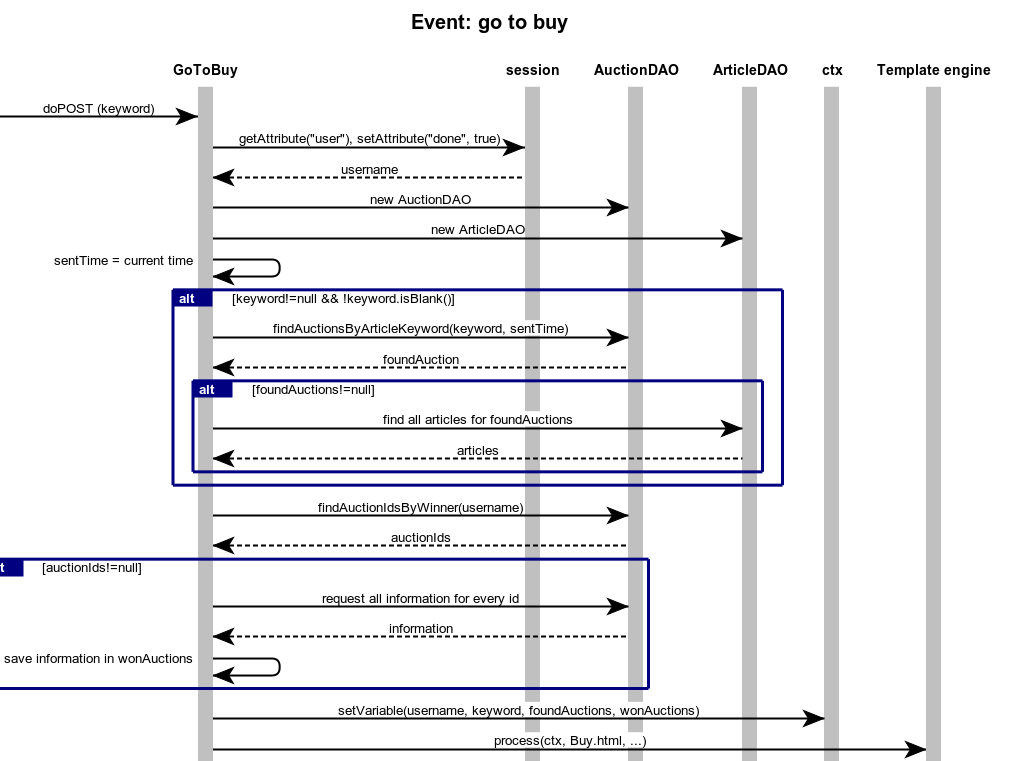 Event: go to buy
GoToBuy session AuctionDAO ArticleDAO ctx Template engine
doPOST (keyword)
getAttribute("user"), setAttribute("done", true)
username
new AuctionDAO
new ArticleDAO
sentTime = current time
alt [keyword!=null && !keyword.isBlank()]
findAuctionsByArticleKeyword(keyword, sentTime)
foundAuction
alt [foundAuctions!=null]
find all articles for foundAuctions
articles
findAuctionIdsByWinner(username)
auctionIds
t [auctionIds!=null]
request all information for every id
information
save information in wonAuctions
setVariable(username, keyword, foundAuctions, wonAuctions)
process(ctx, Buy.html, ...)